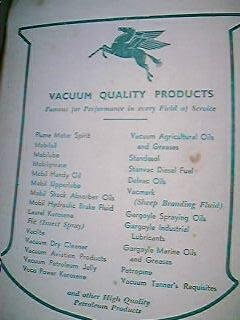 VACUUM QUALITY PRODUCTS
Famous for Performance in every Field of Service
Plume Motor Spirit
Mobiloil
Mobilube
Mobilgrease
Mobil Handy Oil
Mobil Upperlube
Mobil Shock Absorber Oils
Mobil Hydraulic Brake Fluid
Laurel Kerosene
Flit (Insect Spray)
Voclite
Vacuum Dry Cleaner
Vacuum Aviation Products
Vacuum Petroleum Jelly
Voco Power Kerosene
Vacuum Agricultural Oils
and Greases
Standusol
Stanvac Diesel Fuel
Delvac Oils
Vacmark
(Sheep Branding Fluid)
Gargoyle Spraying Oils
Gargoyle Industrial
Lubricants
Gargoyle Marine Oils
and Greases
Petropine
Vacuum Tanner's Requisites
and other High Quality
Petroleum Products